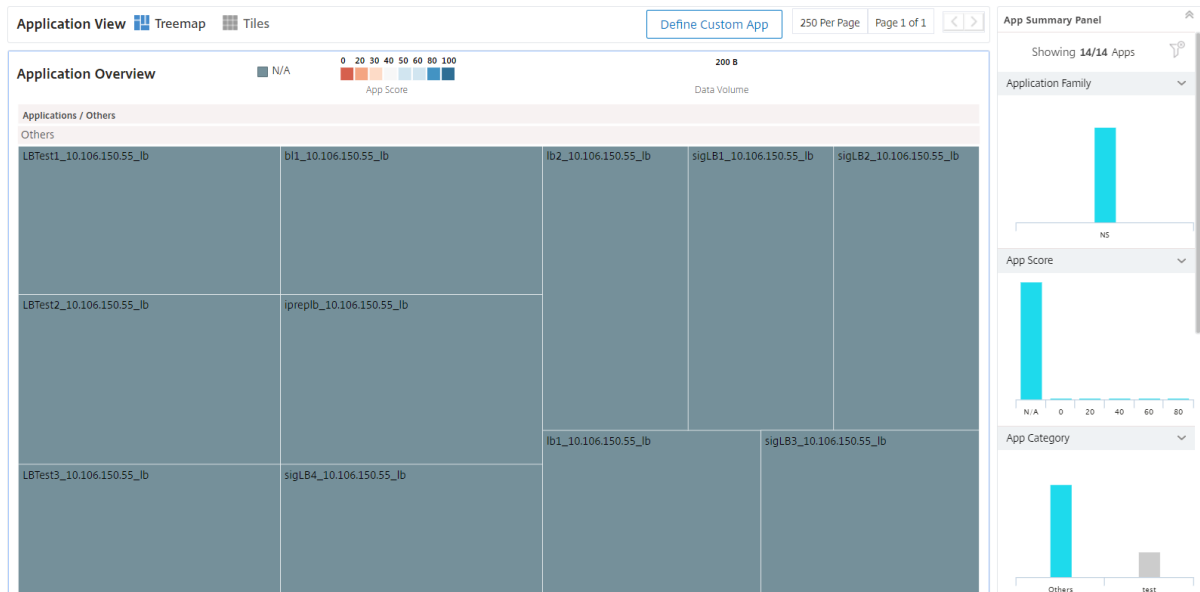 Application View Treemap Tiles Define Custom App 250 Per Page Page 1 of 1
Application Overview
N/A
0 20 30 40 50 60 80 100
App Score
200 B
Data Volume
Applications / Others
Others
LBTest1_10.106.150.55_lb
bl1_10.106.150.55_lb
lb2_10.106.150.55_lb
sigLB1_10.106.150.55_lb
sigLB2_10.106.150.55_lb
LBTest2_10.106.150.55_lb
ipreplb_10.106.150.55_lb
lb1_10.106.150.55_lb
sigLB3_10.106.150.55_lb
LBTest3_10.106.150.55_lb
sigLB4_10.106.150.55_lb
App Summary Panel
Showing 14/14 Apps
Application Family
NS
App Score
N/A 0 20 40 60 80
App Category
Others test